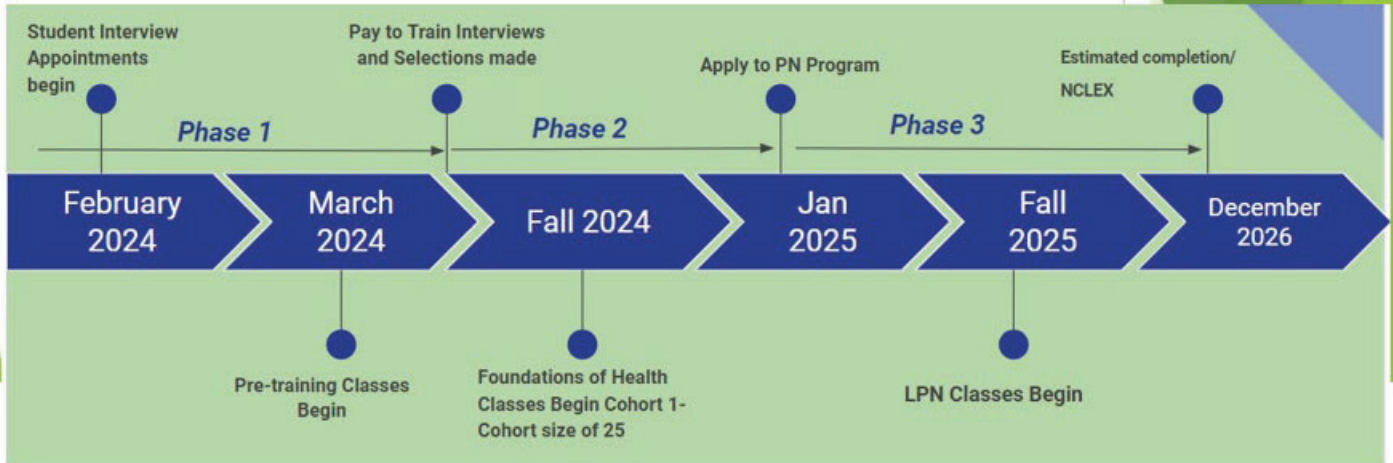 Student Interview
Appointments
begin
Pay to Train Interviews
and Selections made
Apply to PN Program
Estimated completion/
NCLEX
Phase 1
Phase 2
Phase 3
February
2024
March
2024
Fall 2024
Jan
2025
Fall
2025
December
2026
Pre-training Classes
Begin
Foundations of Health
Classes Begin Cohort 1-
Cohort size of 25
LPN Classes Begin